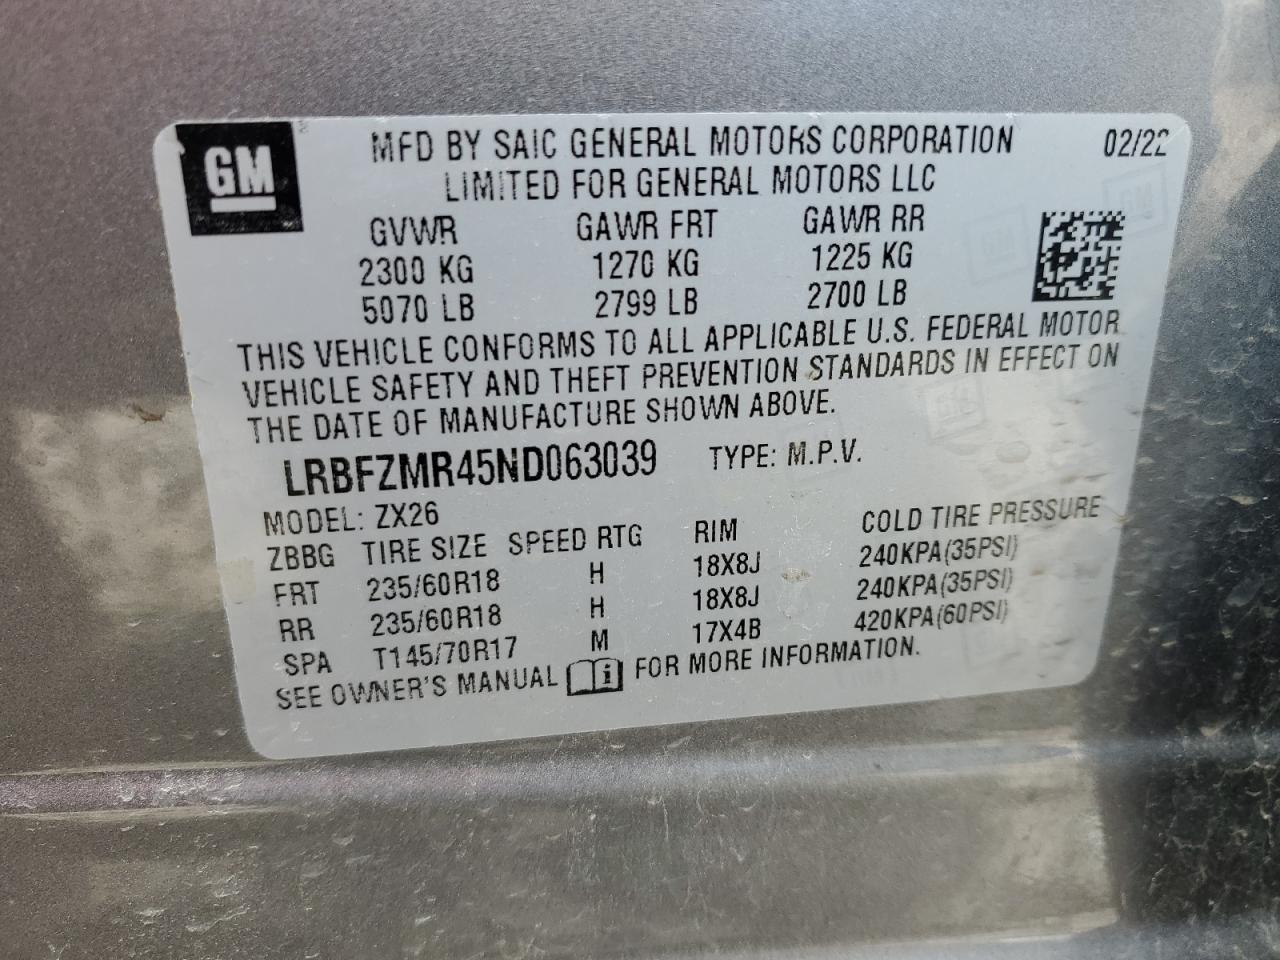 GM
MFD BY SAIC GENERAL MOTORS CORPORATION 02/22
LIMITED FOR GENERAL MOTORS LLC
GVWR GAWR FRT GAWR RR
2300 KG 1270 KG 1225 KG
5070 LB 2799 LB 2700 LB
THIS VEHICLE CONFORMS TO ALL APPLICABLE U.S. FEDERAL MOTOR
VEHICLE SAFETY AND THEFT PREVENTION STANDARDS IN EFFECT ON
THE DATE OF MANUFACTURE SHOWN ABOVE.
LRBFZMR45ND063039 TYPE: M.P.V.
MODEL: ZX26
ZBBG TIRE SIZE SPEED RTG RIM COLD TIRE PRESSURE
FRT 235/60R18 H 18X8J 240KPA(35PSI)
RR 235/60R18 H 18X8J 240KPA(35PSI)
SPA T145/70R17 M 17X4B 420KPA(60PSI)
SEE OWNER'S MANUAL i FOR MORE INFORMATION.